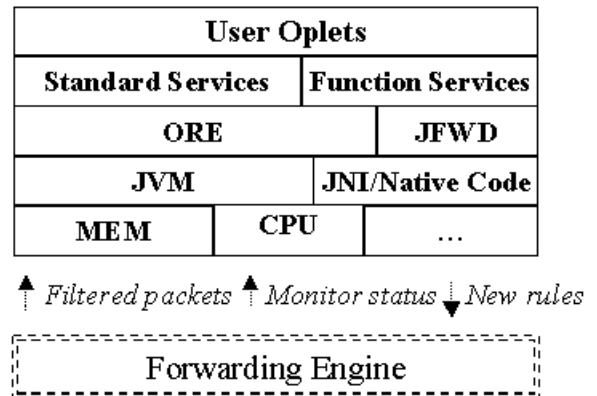 User Oplets
Standard Services Function Services
ORE JFWD
JVM JNI/Native Code
MEM CPU ...
Filtered packets Monitor status New rules
Forwarding Engine